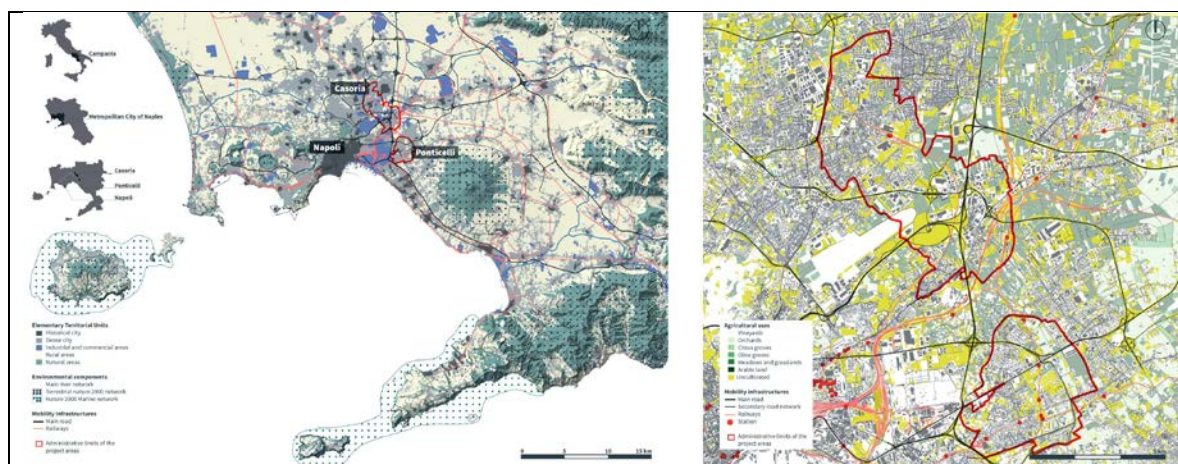 Campania
Metropolitan City of Naples
Casoria
Ponticelli
Napoli
Casoria
Napoli
Ponticelli
Elementary Territorial Units
Historical city
Dense city
Industrial and commercial areas
Rural areas
Natural areas
Environmental components
Main River network
Terrestrial nature 2000 network
Nature 2000 Marine network
Mobility infrastructures
Main road
Railways
Administrative limits of the
project areas
0 5 10 15 km
Agricultural uses
Vineyards
Orchards
Citrus groves
Olive groves
Meadows and grasslands
Arable land
Uncultivated
Mobility infrastructures
Main road
Secondary road network
Railways
Station
Administrative limits of the
project areas